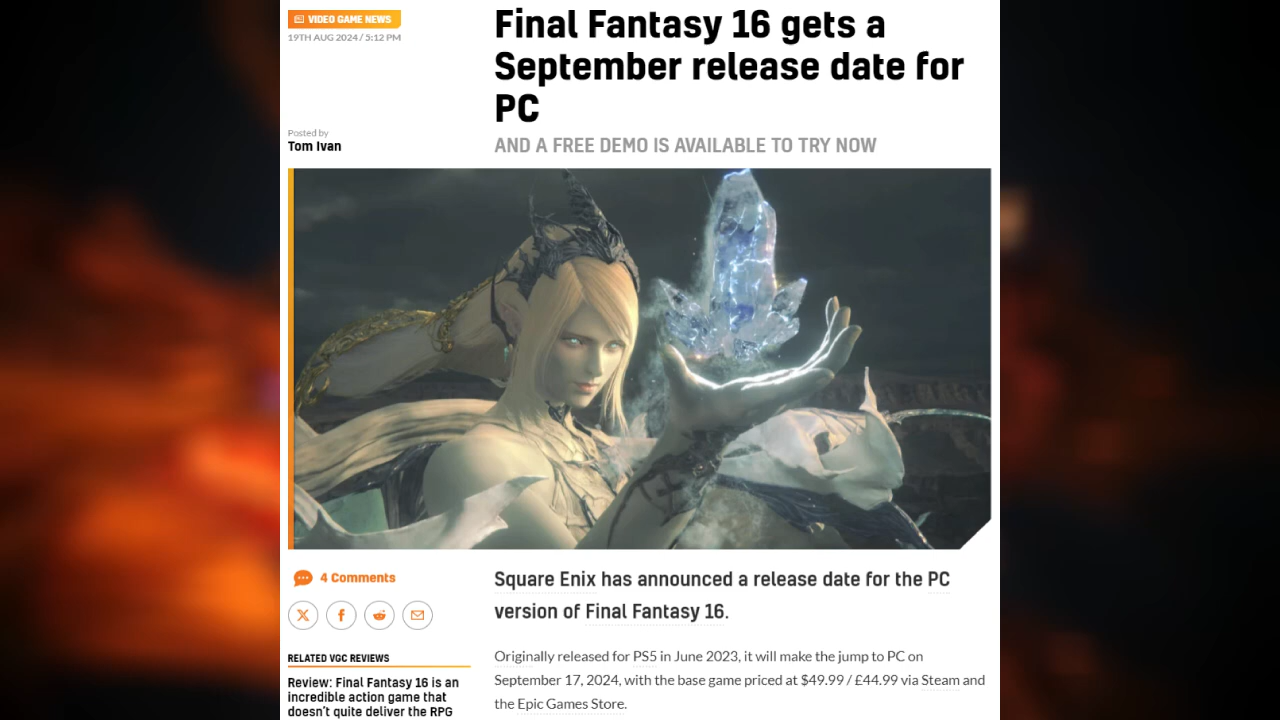 VIDEO GAME NEWS
19TH AUG 2024 / 5:12 PM
Final Fantasy 16 gets a
September release date for
PC
Posted by
Tom Ivan
AND A FREE DEMO IS AVAILABLE TO TRY NOW
4 Comments
RELATED VGC REVIEWS
Review: Final Fantasy 16 is an
incredible action game that
doesn't quite deliver the RPG
Square Enix has announced a release date for the PC
version of Final Fantasy 16.
Originally released for PS5 in June 2023, it will make the jump to PC on
September 17, 2024, with the base game priced at $49.99 / £44.99 via Steam and
the Epic Games Store.